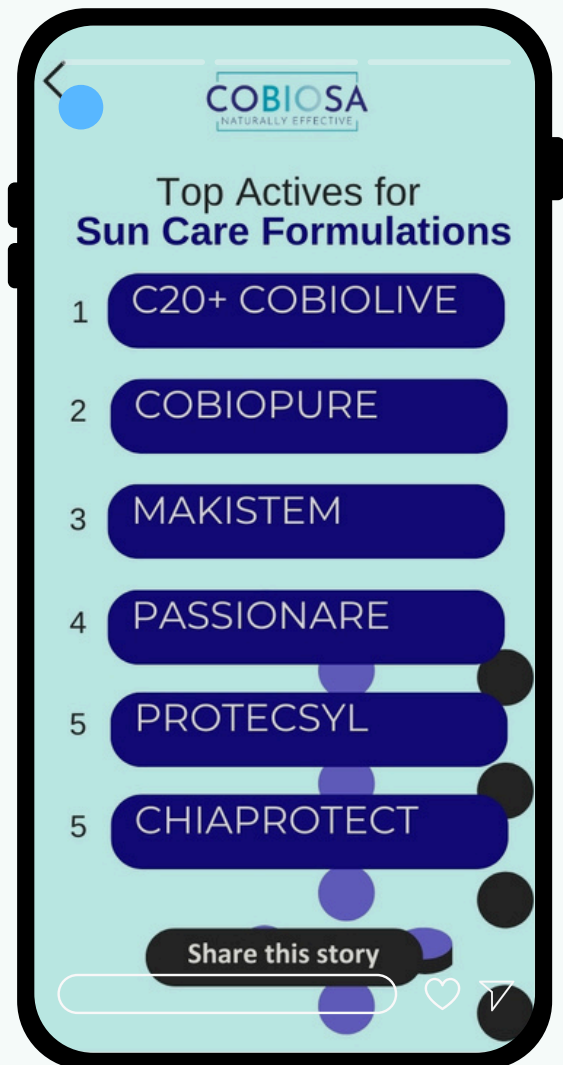 COBIOSA
NATURALLY EFFECTIVE
Top Actives for
Sun Care Formulations
1 C20+ COBIOLIVE
2 COBIOPURE
3 MAKISTEM
4 PASSIONARE
5 PROTECSYL
5 CHIAPROTECT
Share this story